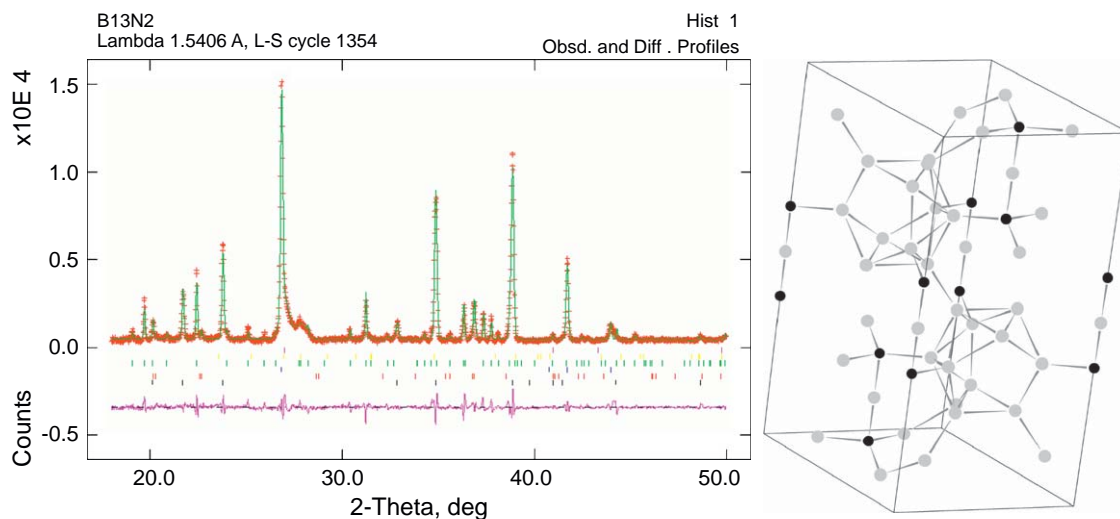 B13N2
Hist 1
Lambda 1.5406 A, L-S cycle 1354
Obsd. and Diff . Profiles
x10E 4
1.5
1.0
0.5
0.0
-0.5
Counts
20.0
30.0
40.0
50.0
2-Theta, deg